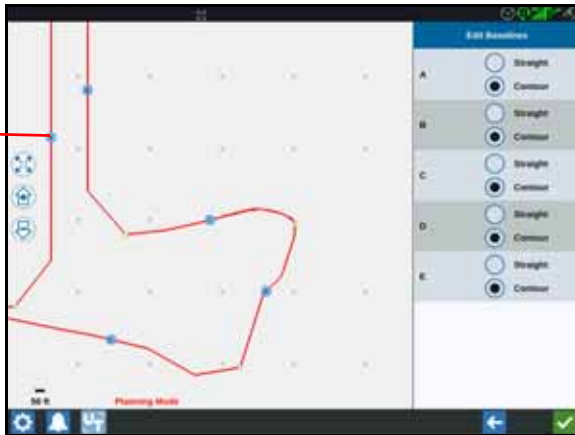 Edit Baselines
A
Straight
Contour
B
Straight
Contour
C
Straight
Contour
D
Straight
Contour
E
Straight
Contour
50 ft
Planning Mode